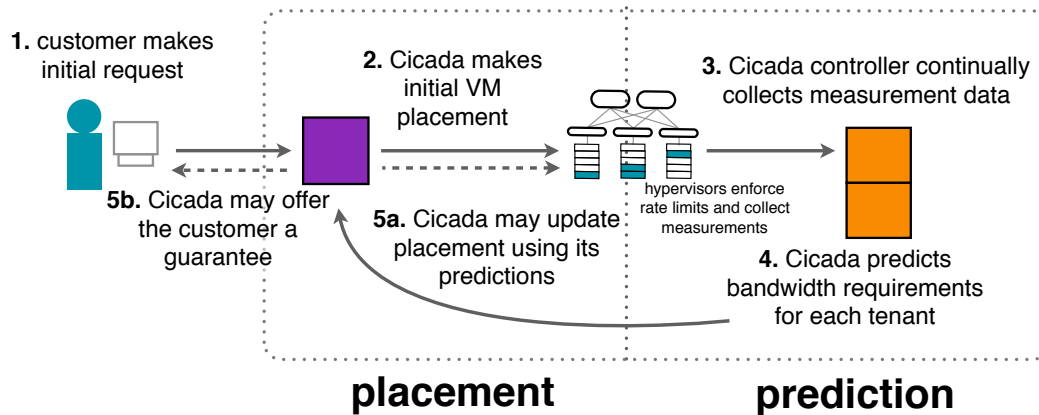 1. customer makes
initial request
2. Cicada makes
initial VM
placement
3. Cicada controller continually
collects measurement data
hypervisors enforce
rate limits and collect
measurements
4. Cicada predicts
bandwidth requirements
for each tenant
5a. Cicada may update
placement using its
predictions
5b. Cicada may offer
the customer a
guarantee
placement
prediction